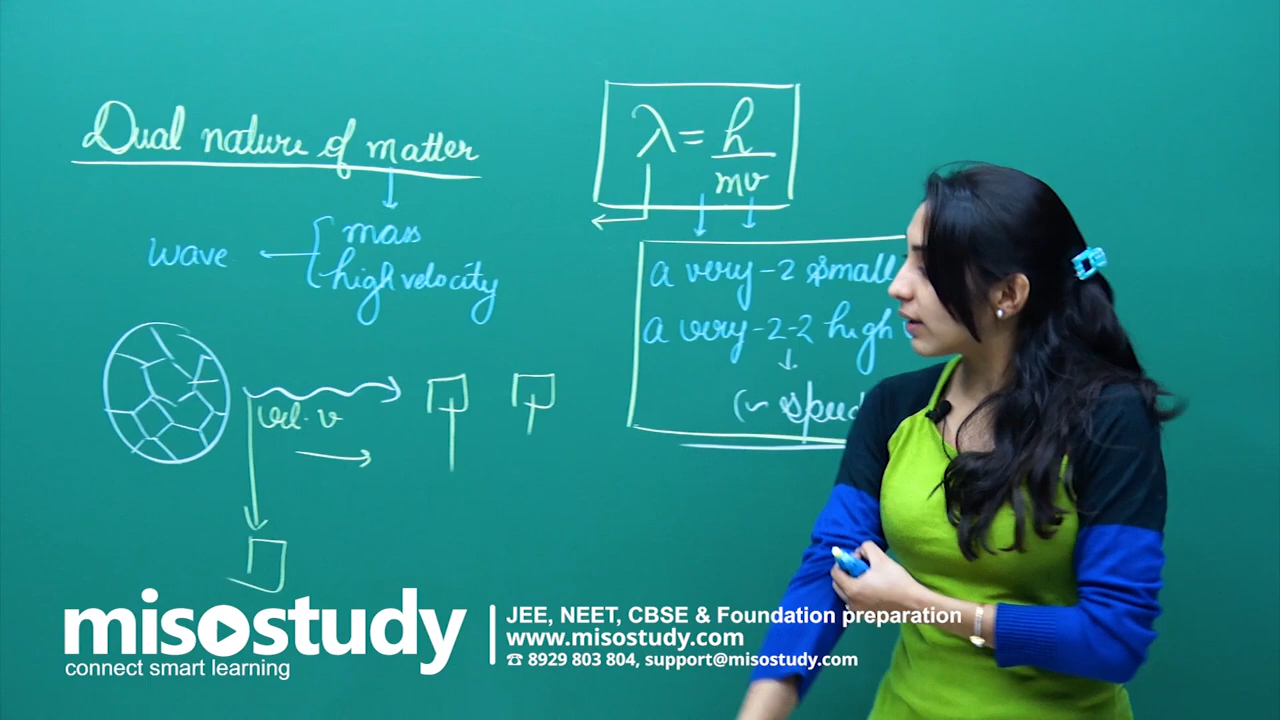 Dual nature of matter
wave
mass
high velocity
vel. v
λ = h
mv
a very-2 small
a very-2-2 high
(~ speed
misostudy
connect smart learning
JEE, NEET, CBSE & Foundation preparation
www.misostudy.com
☎ 8929 803 804, support@misostudy.com